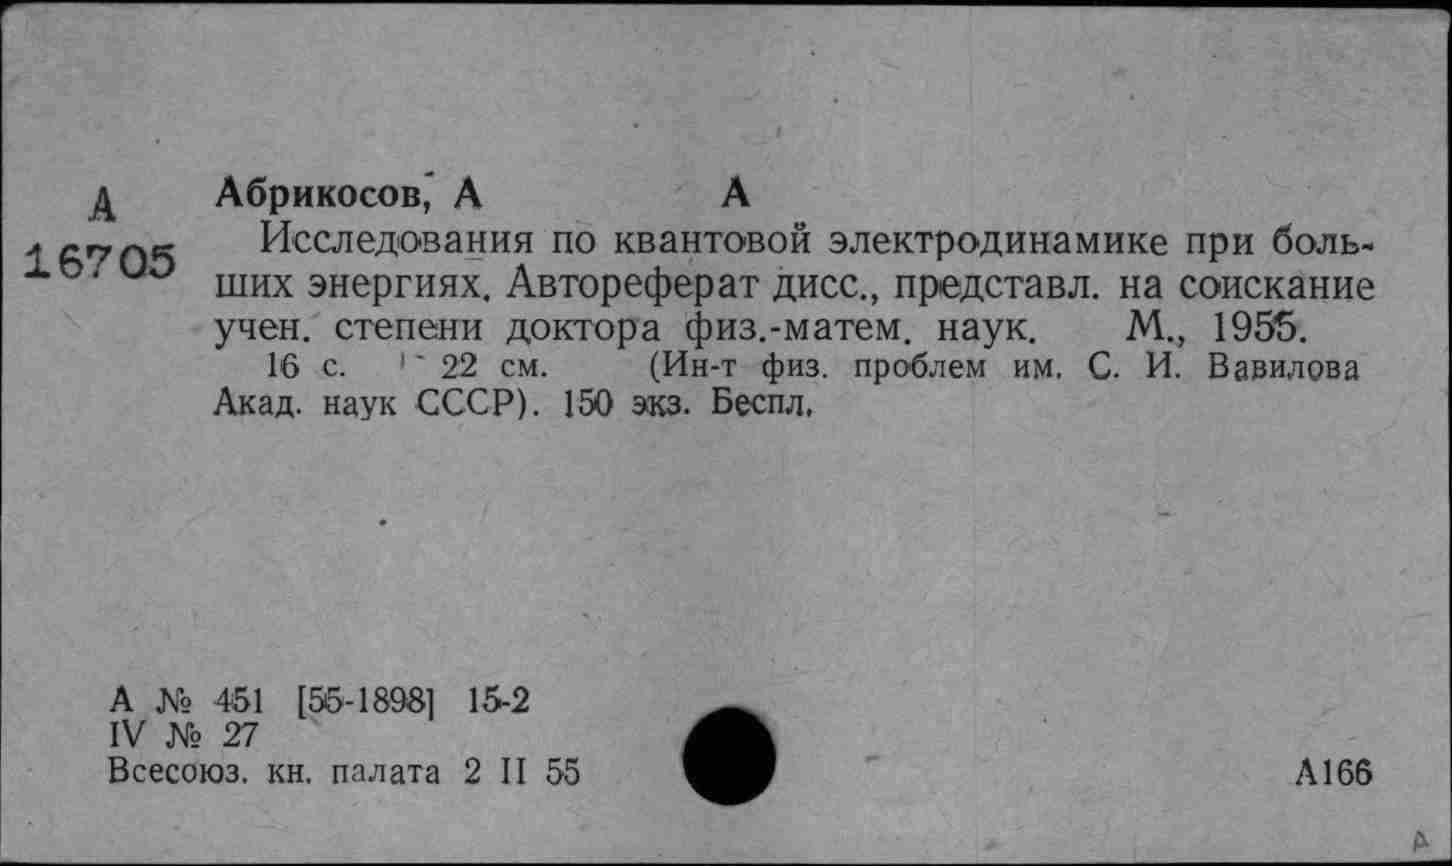 А
16705
Абрикосов, А А
Исследования по квантовой электродинамике при боль-
ших энергиях. Автореферат дисс., представл. на соискание
учен. степени доктора физ.-матем. наук. М., 1955.
16 с. 22 см. (Ин-т физ. проблем им. С. И. Вавилова
Акад. наук СССР). 150 экз. Беспл.
А № 451 [55-1898] 15-2
IV № 27
Всесоюз. кн. палата 2 II 55
А166
А